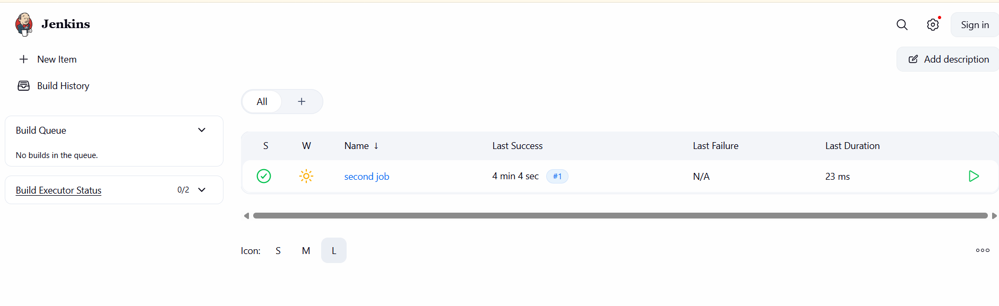 Jenkins
Sign in
New Item
Add description
Build History
All
Build Queue
No builds in the queue.
Build Executor Status 0/2
S W Name ↓ Last Success Last Failure Last Duration
second job 4 min 4 sec #1 N/A 23 ms
Icon: S M L